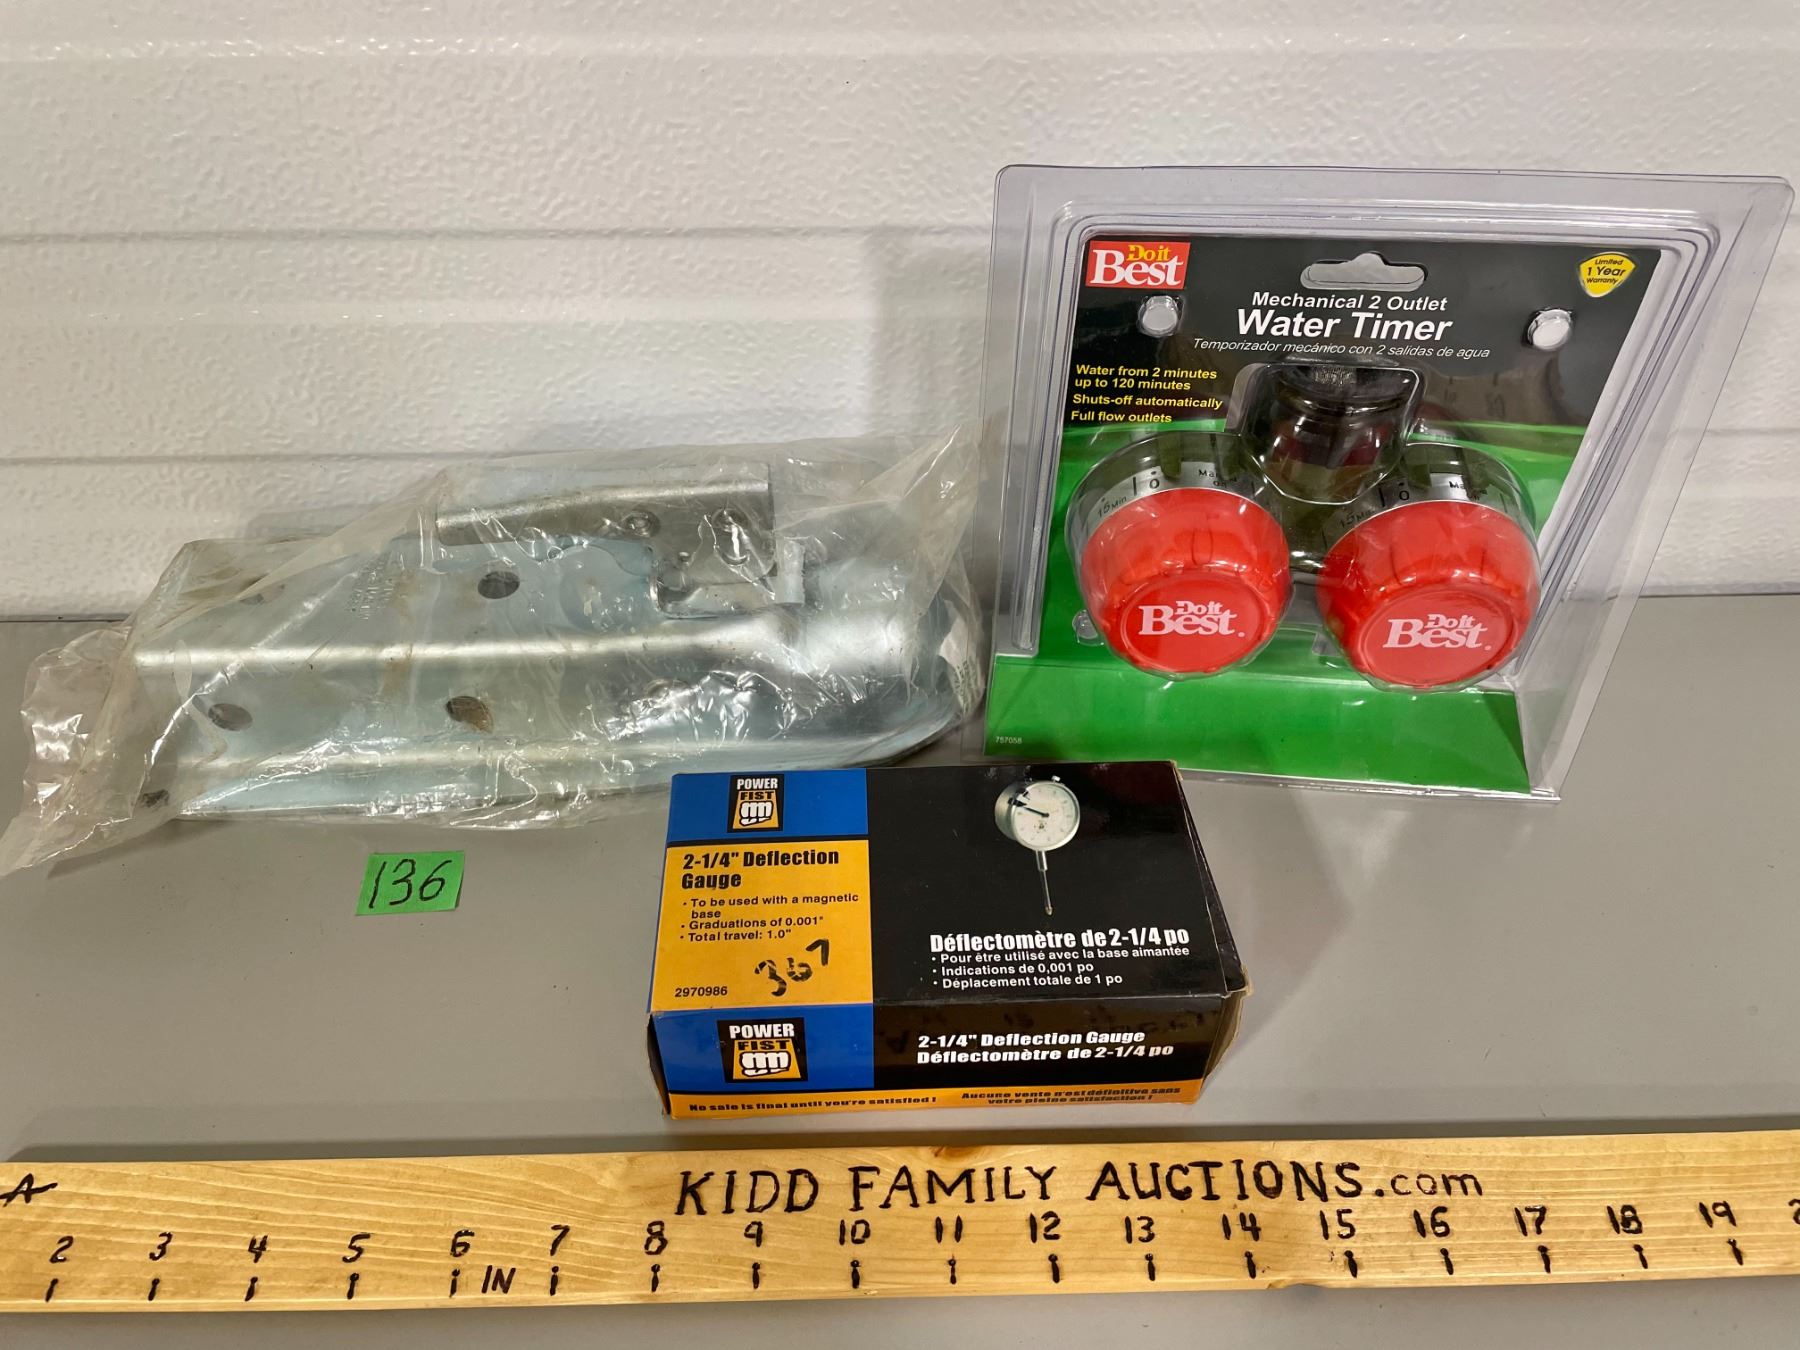 Do it
Best
Limited
1 Year
Warranty
Mechanical 2 Outlet
Water Timer
Temporizador mecánico con 2 salidas de agua
Water from 2 minutes
up to 120 minutes
Shuts-off automatically
Full flow outlets
15 Min 0
15 Min 0
Do it
Best.
Do it
Best.
757058
136
POWER
FIST
2-1/4" Deflection
Gauge
• To be used with a magnetic
base
• Graduations of 0.001"
• Total travel: 1.0"
367
2970986
Déflectomètre de 2-1/4 po
• Pour être utilisé avec la base aimantée
• Indications de 0,001 po
• Déplacement totale de 1 po
POWER
FIST
2-1/4" Deflection Gauge
Déflectomètre de 2-1/4 po
No sale is final until you're satisfied !
Aucune vente n'est définitive sans
votre pleine satisfaction !
A
KIDD FAMILY AUCTIONS.com
2 3 4 5 6 7 8 9 10 11 12 13 14 15 16 17 18 19
IN